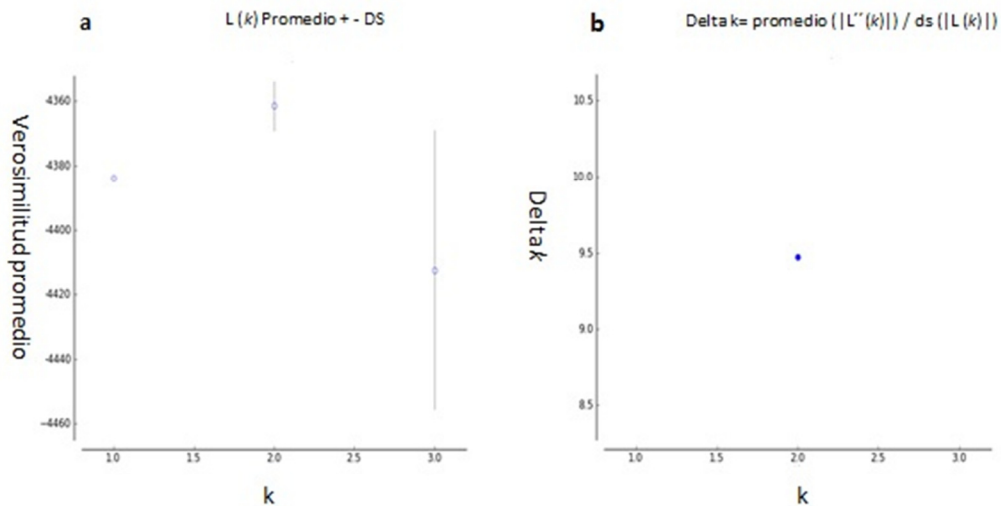 a
L (k) Promedio + - DS
Verosimilitud promedio
-4360
-4380
-4400
-4420
-4440
-4460
1.0
1.5
2.0
2.5
3.0
k
b
Delta k= promedio (|L´´(k)|) / ds (|L (k)|)
Delta k
10.5
10.0
9.5
9.0
8.5
1.0
1.5
2.0
2.5
3.0
k